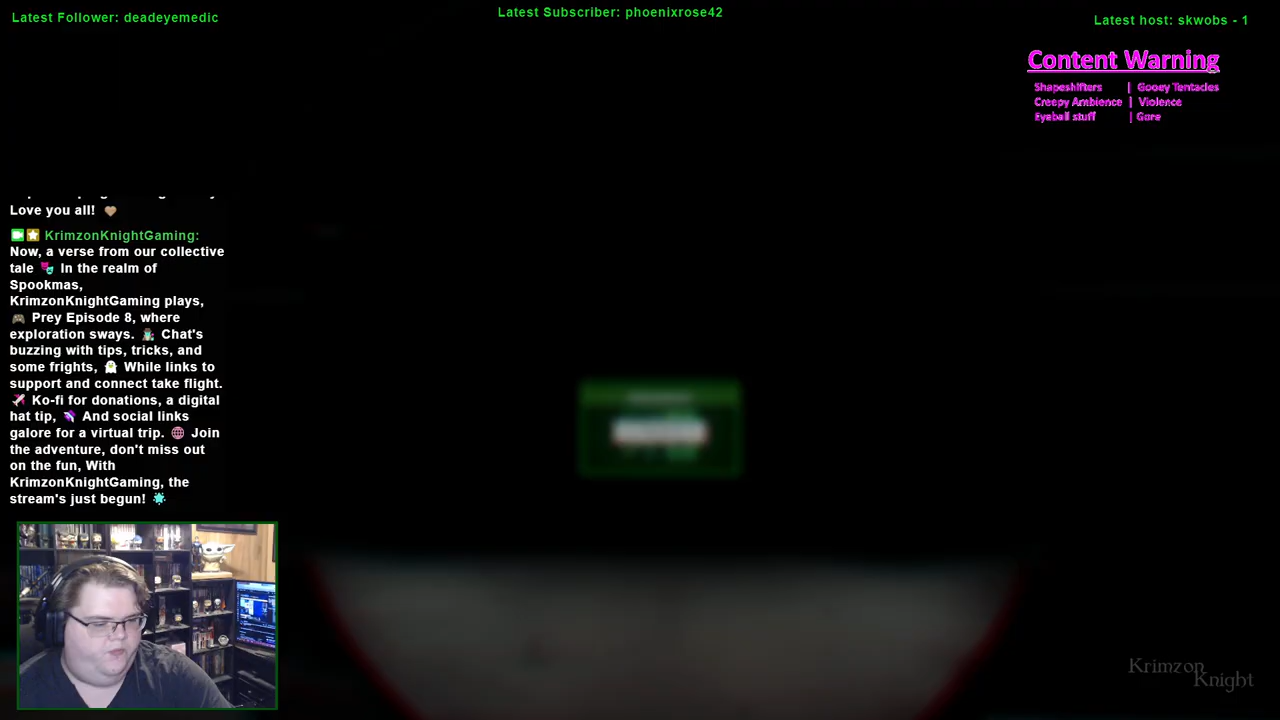 Latest Follower: deadeyemedic
Latest Subscriber: phoenixrose42
Latest host: skwobs - 1
Content Warning
Shapeshifters | Gooey Tentacles
Creepy Ambience | Violence
Eyeball stuff | Gore
Love you all!
KrimzonKnightGaming:
Now, a verse from our collective
tale In the realm of
Spookmas,
KrimzonKnightGaming plays,
Prey Episode 8, where
exploration sways. Chat's
buzzing with tips, tricks, and
some frights, While links to
support and connect take flight.
Ko-fi for donations, a digital
hat tip, And social links
galore for a virtual trip. Join
the adventure, don't miss out
on the fun, With
KrimzonKnightGaming, the
stream's just begun!
Krimzon
Knight